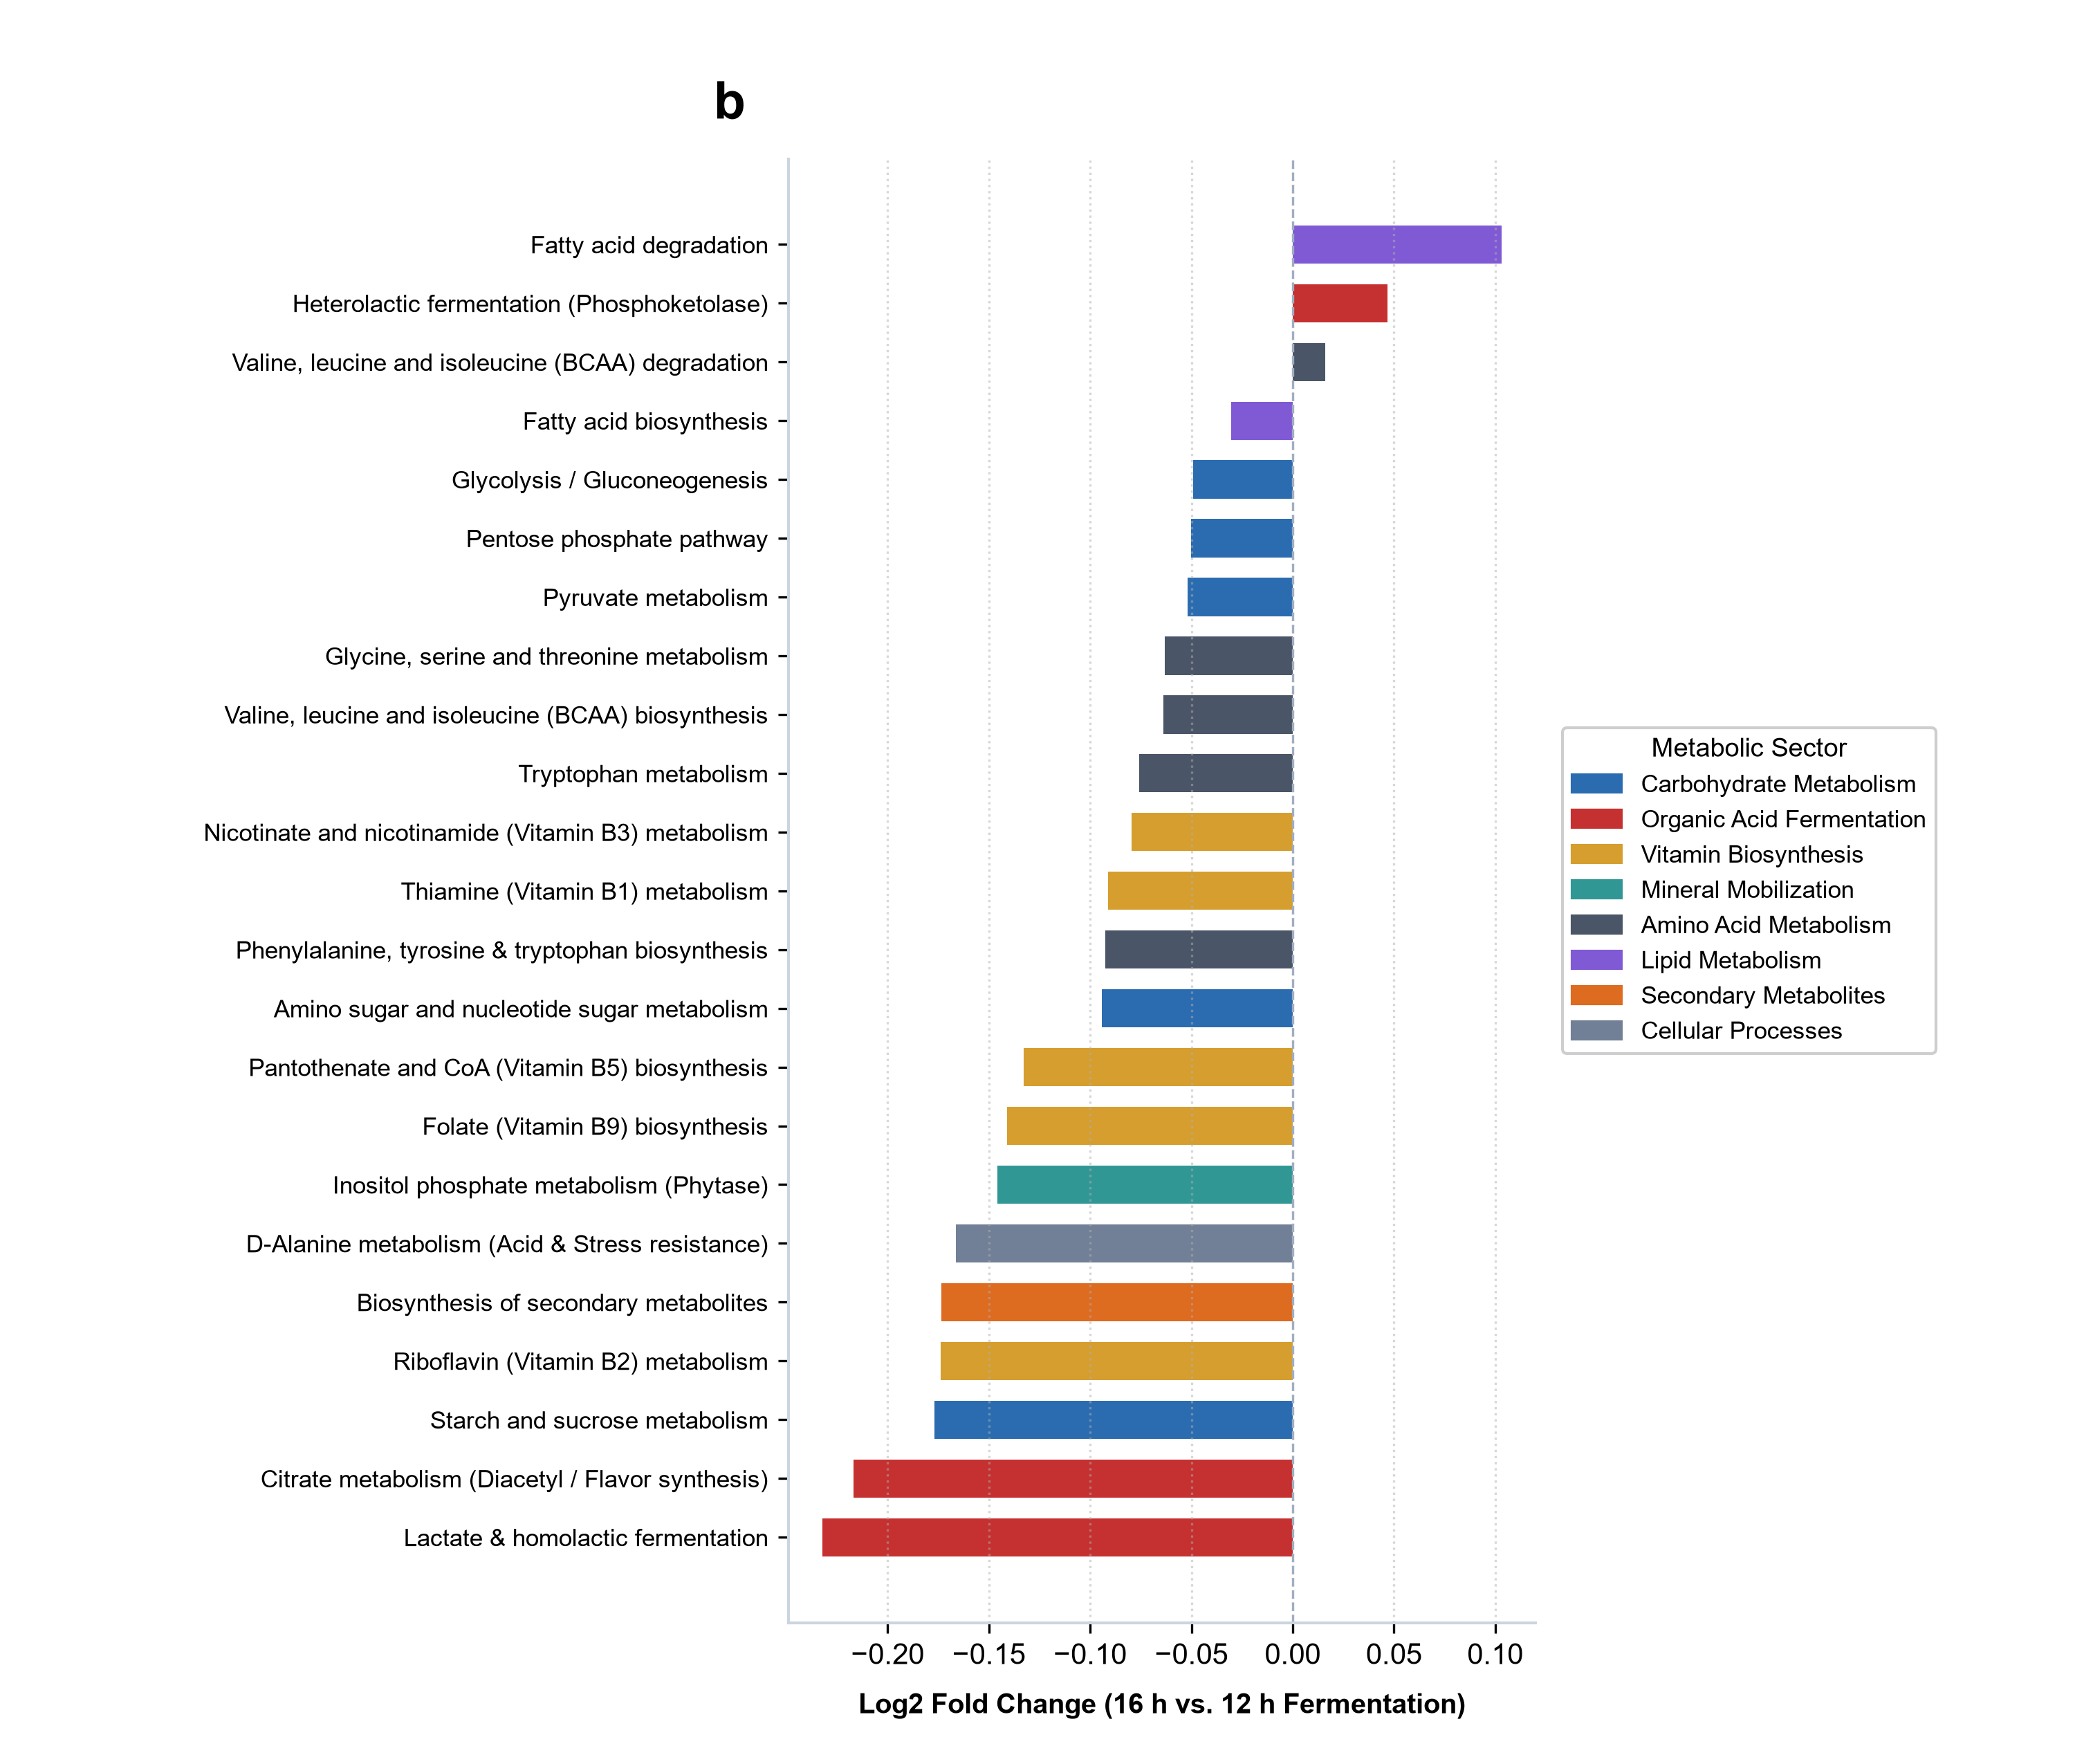 b
Fatty acid degradation
Heterolactic fermentation (Phosphoketolase)
Valine, leucine and isoleucine (BCAA) degradation
Fatty acid biosynthesis
Glycolysis / Gluconeogenesis
Pentose phosphate pathway
Pyruvate metabolism
Glycine, serine and threonine metabolism
Valine, leucine and isoleucine (BCAA) biosynthesis
Tryptophan metabolism
Nicotinate and nicotinamide (Vitamin B3) metabolism
Thiamine (Vitamin B1) metabolism
Phenylalanine, tyrosine & tryptophan biosynthesis
Amino sugar and nucleotide sugar metabolism
Pantothenate and CoA (Vitamin B5) biosynthesis
Folate (Vitamin B9) biosynthesis
Inositol phosphate metabolism (Phytase)
D-Alanine metabolism (Acid & Stress resistance)
Biosynthesis of secondary metabolites
Riboflavin (Vitamin B2) metabolism
Starch and sucrose metabolism
Citrate metabolism (Diacetyl / Flavor synthesis)
Lactate & homolactic fermentation
−0.20 −0.15 −0.10 −0.05 0.00 0.05 0.10
Log2 Fold Change (16 h vs. 12 h Fermentation)
Metabolic Sector
Carbohydrate Metabolism
Organic Acid Fermentation
Vitamin Biosynthesis
Mineral Mobilization
Amino Acid Metabolism
Lipid Metabolism
Secondary Metabolites
Cellular Processes